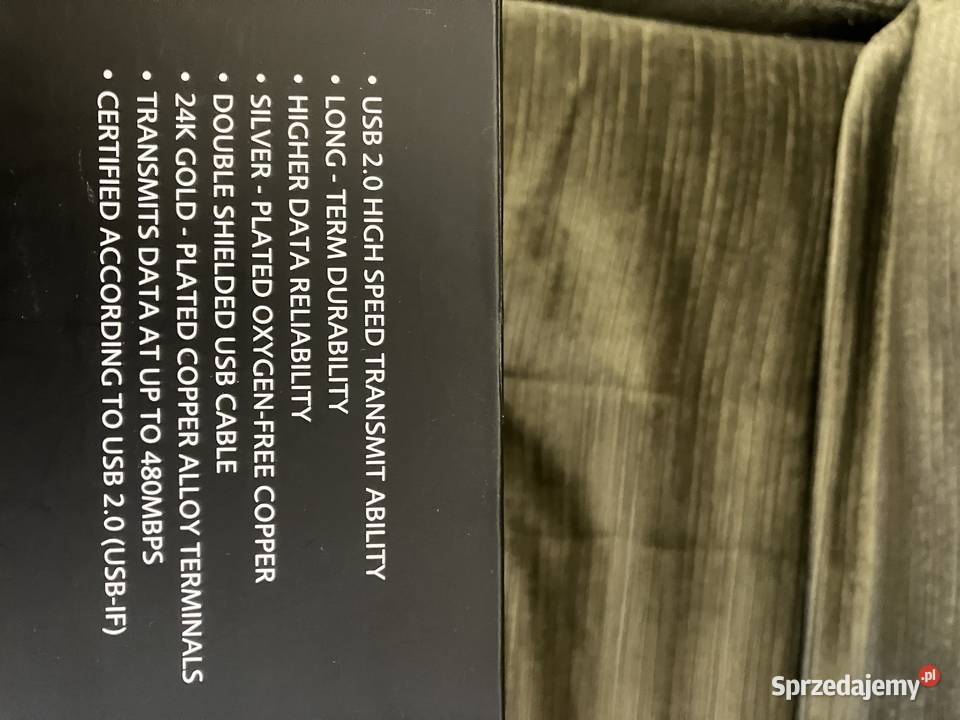 • USB 2.0 HIGH SPEED TRANSMIT ABILITY
• LONG - TERM DURABILITY
• HIGHER DATA RELIABILITY
• SILVER - PLATED OXYGEN-FREE COPPER
• DOUBLE SHIELDED USB CABLE
• 24K GOLD - PLATED COPPER ALLOY TERMINALS
• TRANSMITS DATA AT UP TO 480MBPS
• CERTIFIED ACCORDING TO USB 2.0 (USB-IF)
Sprzedajemy.pl